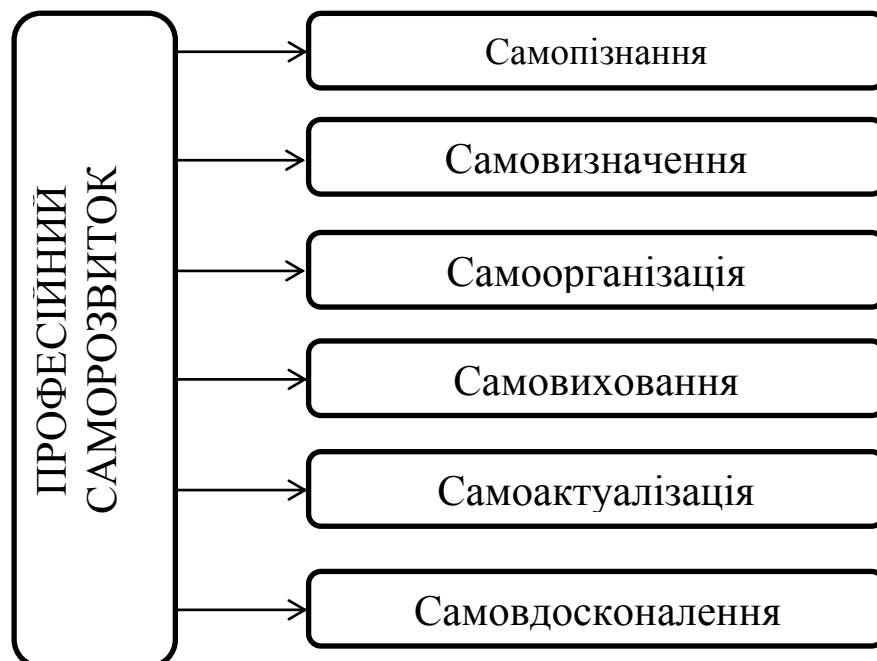 ПРОФЕСІЙНИЙ
САМОРОЗВИТОК
Самопізнання
Самовизначення
Самоорганізація
Самовиховання
Самоактуалізація
Самовдосконалення